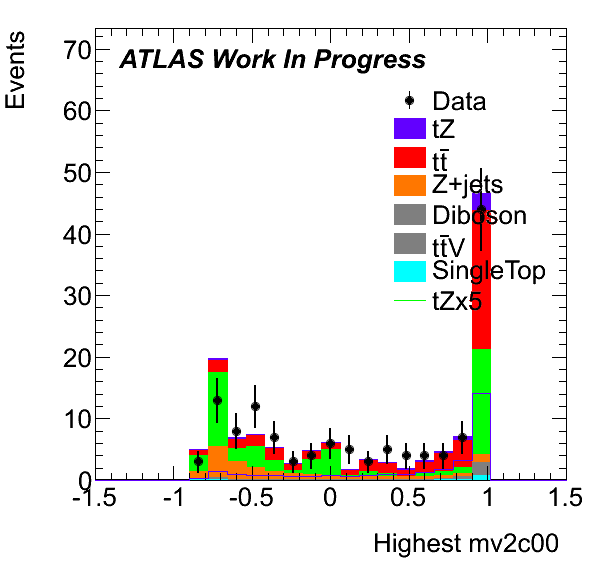 Events
70
60
50
40
30
20
10
0
ATLAS Work In Progress
Data
tZ
tt̄
Z+jets
Diboson
tt̄V
SingleTop
tZx5
-1.5 -1 -0.5 0 0.5 1 1.5
Highest mv2c00